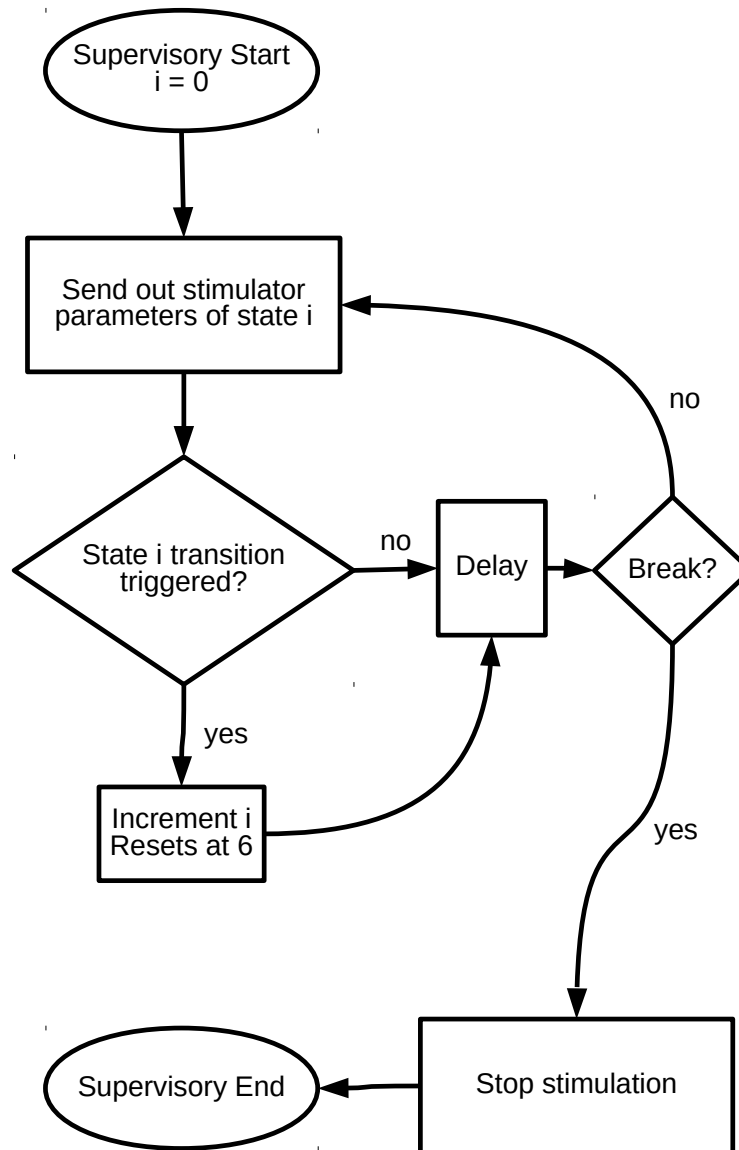 Supervisory Start
i = 0
Send out stimulator
parameters of state i
no
State i transition
triggered?
no
Delay
Break?
yes
Increment i
Resets at 6
yes
Supervisory End
Stop stimulation